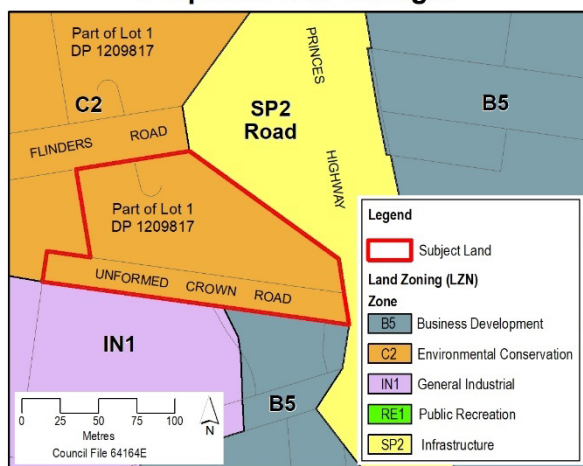 Part of Lot 1
DP 1209817
C2
FLINDERS ROAD
SP2
Road
PRINCES
HIGHWAY
B5
Part of Lot 1
DP 1209817
UNFORMED CROWN ROAD
IN1
B5
0 25 50 75 100
Metres
N
Council File 64164E
Legend
Subject Land
Land Zoning (LZN)
Zone
B5 Business Development
C2 Environmental Conservation
IN1 General Industrial
RE1 Public Recreation
SP2 Infrastructure